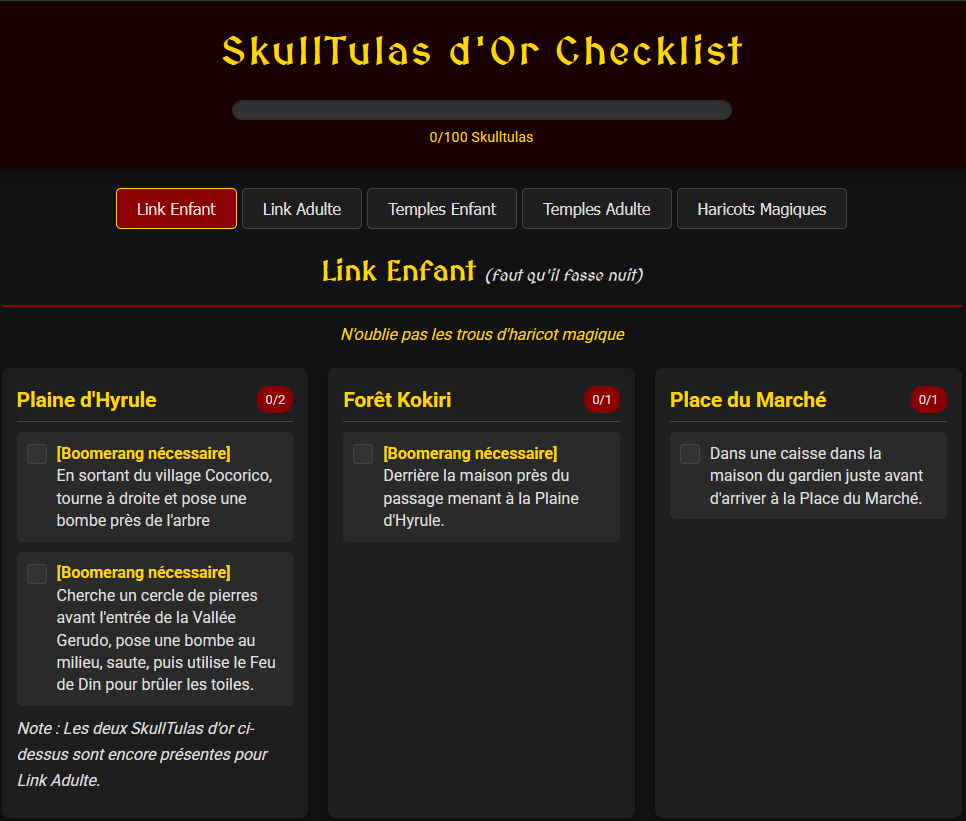 SkullTulas d'Or Checklist
0/100 Skulltulas
Link Enfant
Link Adulte
Temples Enfant
Temples Adulte
Haricots Magiques
Link Enfant (faut qu'il fasse nuit)
N'oublie pas les trous d'haricot magique
Plaine d'Hyrule
0/2
[Boomerang nécessaire]
En sortant du village Cocorico,
tourne à droite et pose une
bombe près de l'arbre
[Boomerang nécessaire]
Cherche un cercle de pierres
avant l'entrée de la Vallée
Gerudo, pose une bombe au
milieu, saute, puis utilise le Feu
de Din pour brûler les toiles.
Note : Les deux SkullTulas d'or ci-
dessus sont encore présentes pour
Link Adulte.
Forêt Kokiri
0/1
[Boomerang nécessaire]
Derrière la maison près du
passage menant à la Plaine
d'Hyrule.
Place du Marché
0/1
Dans une caisse dans la
maison du gardien juste avant
d'arriver à la Place du Marché.